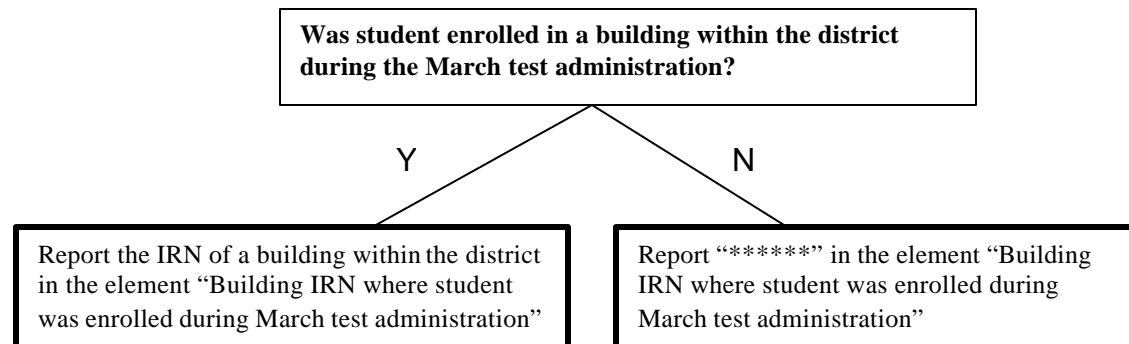 Was student enrolled in a building within the district
during the March test administration?
Y
N
Report the IRN of a building within the district
in the element “Building IRN where student
was enrolled during March test administration”
Report “******” in the element “Building
IRN where student was enrolled during
March test administration”